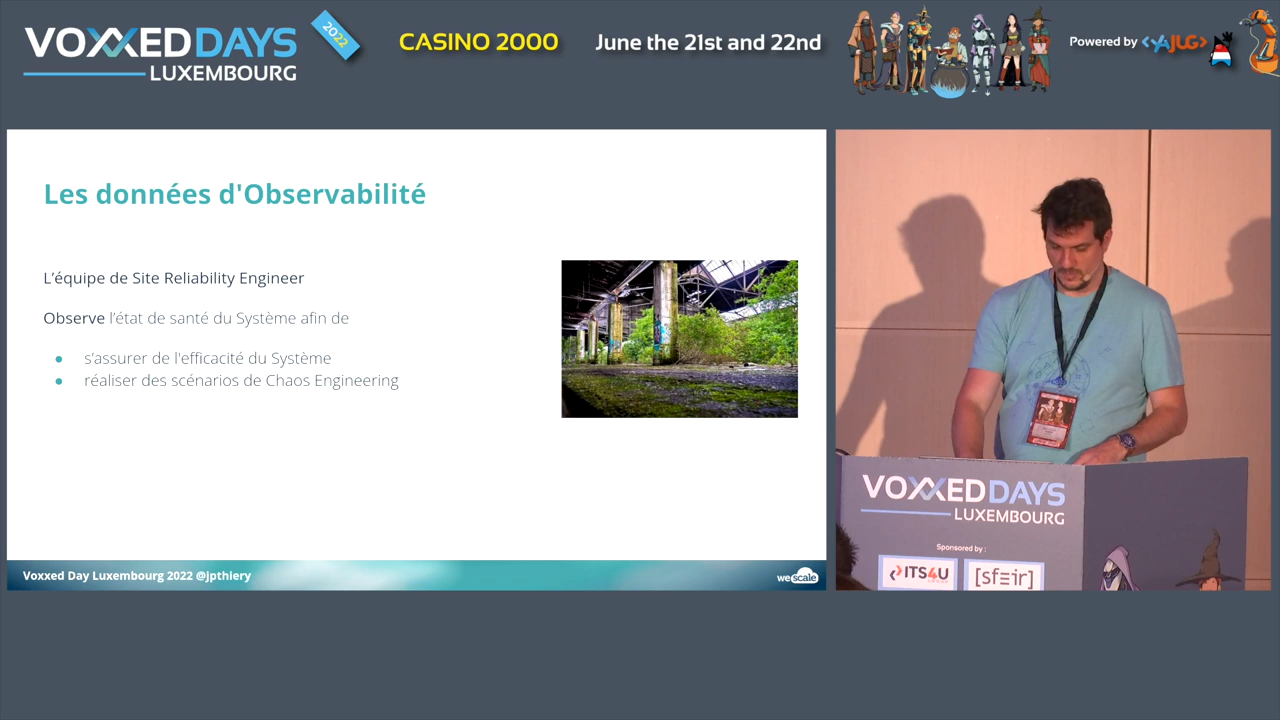 VOXXED DAYS
LUXEMBOURG
2022
CASINO 2000
June the 21st and 22nd
Powered by <YAJUG>
Les données d'Observabilité
L'équipe de Site Reliability Engineer
Observe l'état de santé du Système afin de
● s'assurer de l'efficacité du Système
● réaliser des scénarios de Chaos Engineering
Voxxed Day Luxembourg 2022 @jpthiery
wescale
VOXXED DAYS
LUXEMBOURG
Sponsored by :
ITS4U
[sfeir]